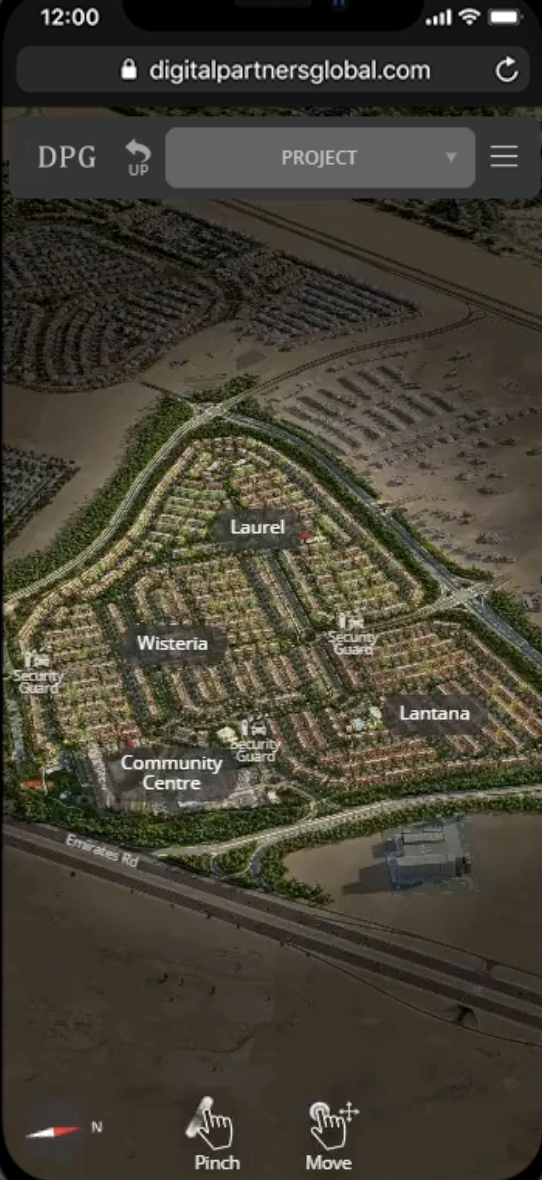 12:00
digitalpartnersglobal.com
DPG
UP
PROJECT
Laurel
Wisteria
Security
Guard
Security
Guard
Lantana
Security
Guard
Community
Centre
Emirates Rd
N
Pinch
Move